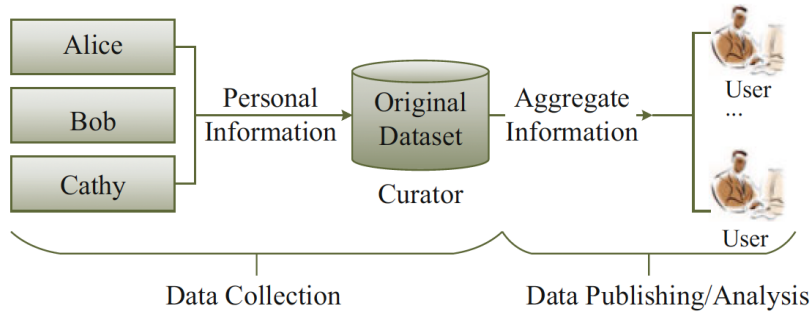 Alice
Bob
Cathy
Personal
Information
Original
Dataset
Curator
Aggregate
Information
User
...
User
Data Collection
Data Publishing/Analysis